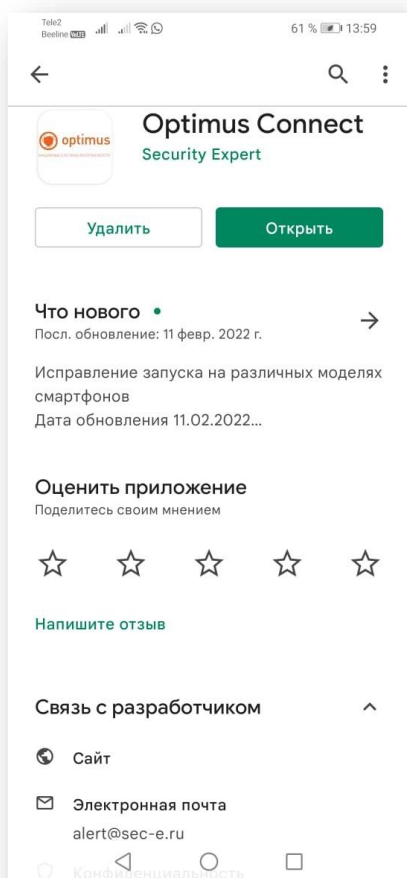 Tele2
Beeline VoLTE
61 % 13:59
optimus
Optimus Connect
Security Expert
Удалить
Открыть
Что нового
Посл. обновление: 11 февр. 2022 г.
Исправление запуска на различных моделях
смартфонов
Дата обновления 11.02.2022...
Оценить приложение
Поделитесь своим мнением
Напишите отзыв
Связь с разработчиком
Сайт
Электронная почта
alert@sec-e.ru
Конфиденциальность